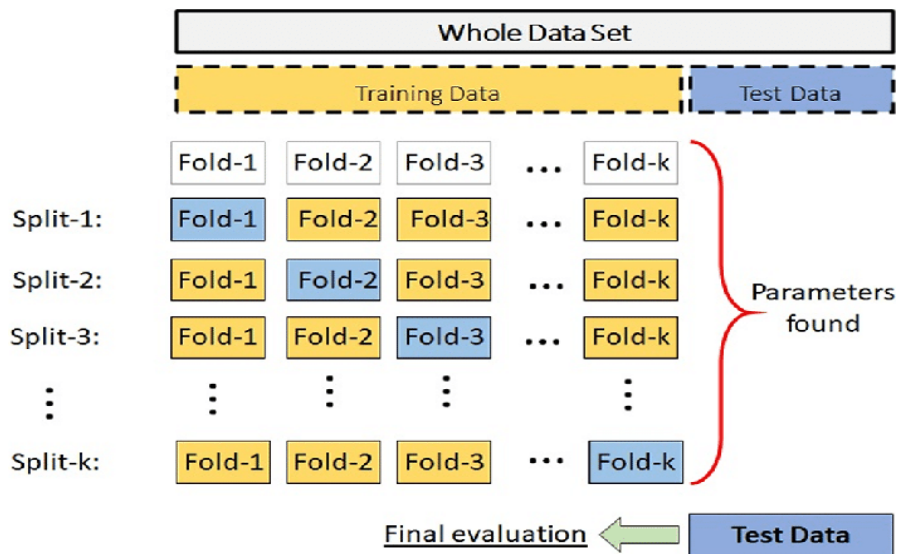 Whole Data Set
Training Data Test Data
Fold-1 Fold-2 Fold-3 ... Fold-k
Split-1: Fold-1 Fold-2 Fold-3 ... Fold-k
Split-2: Fold-1 Fold-2 Fold-3 ... Fold-k
Split-3: Fold-1 Fold-2 Fold-3 ... Fold-k
Split-k: Fold-1 Fold-2 Fold-3 ... Fold-k
Parameters
found
Final evaluation Test Data